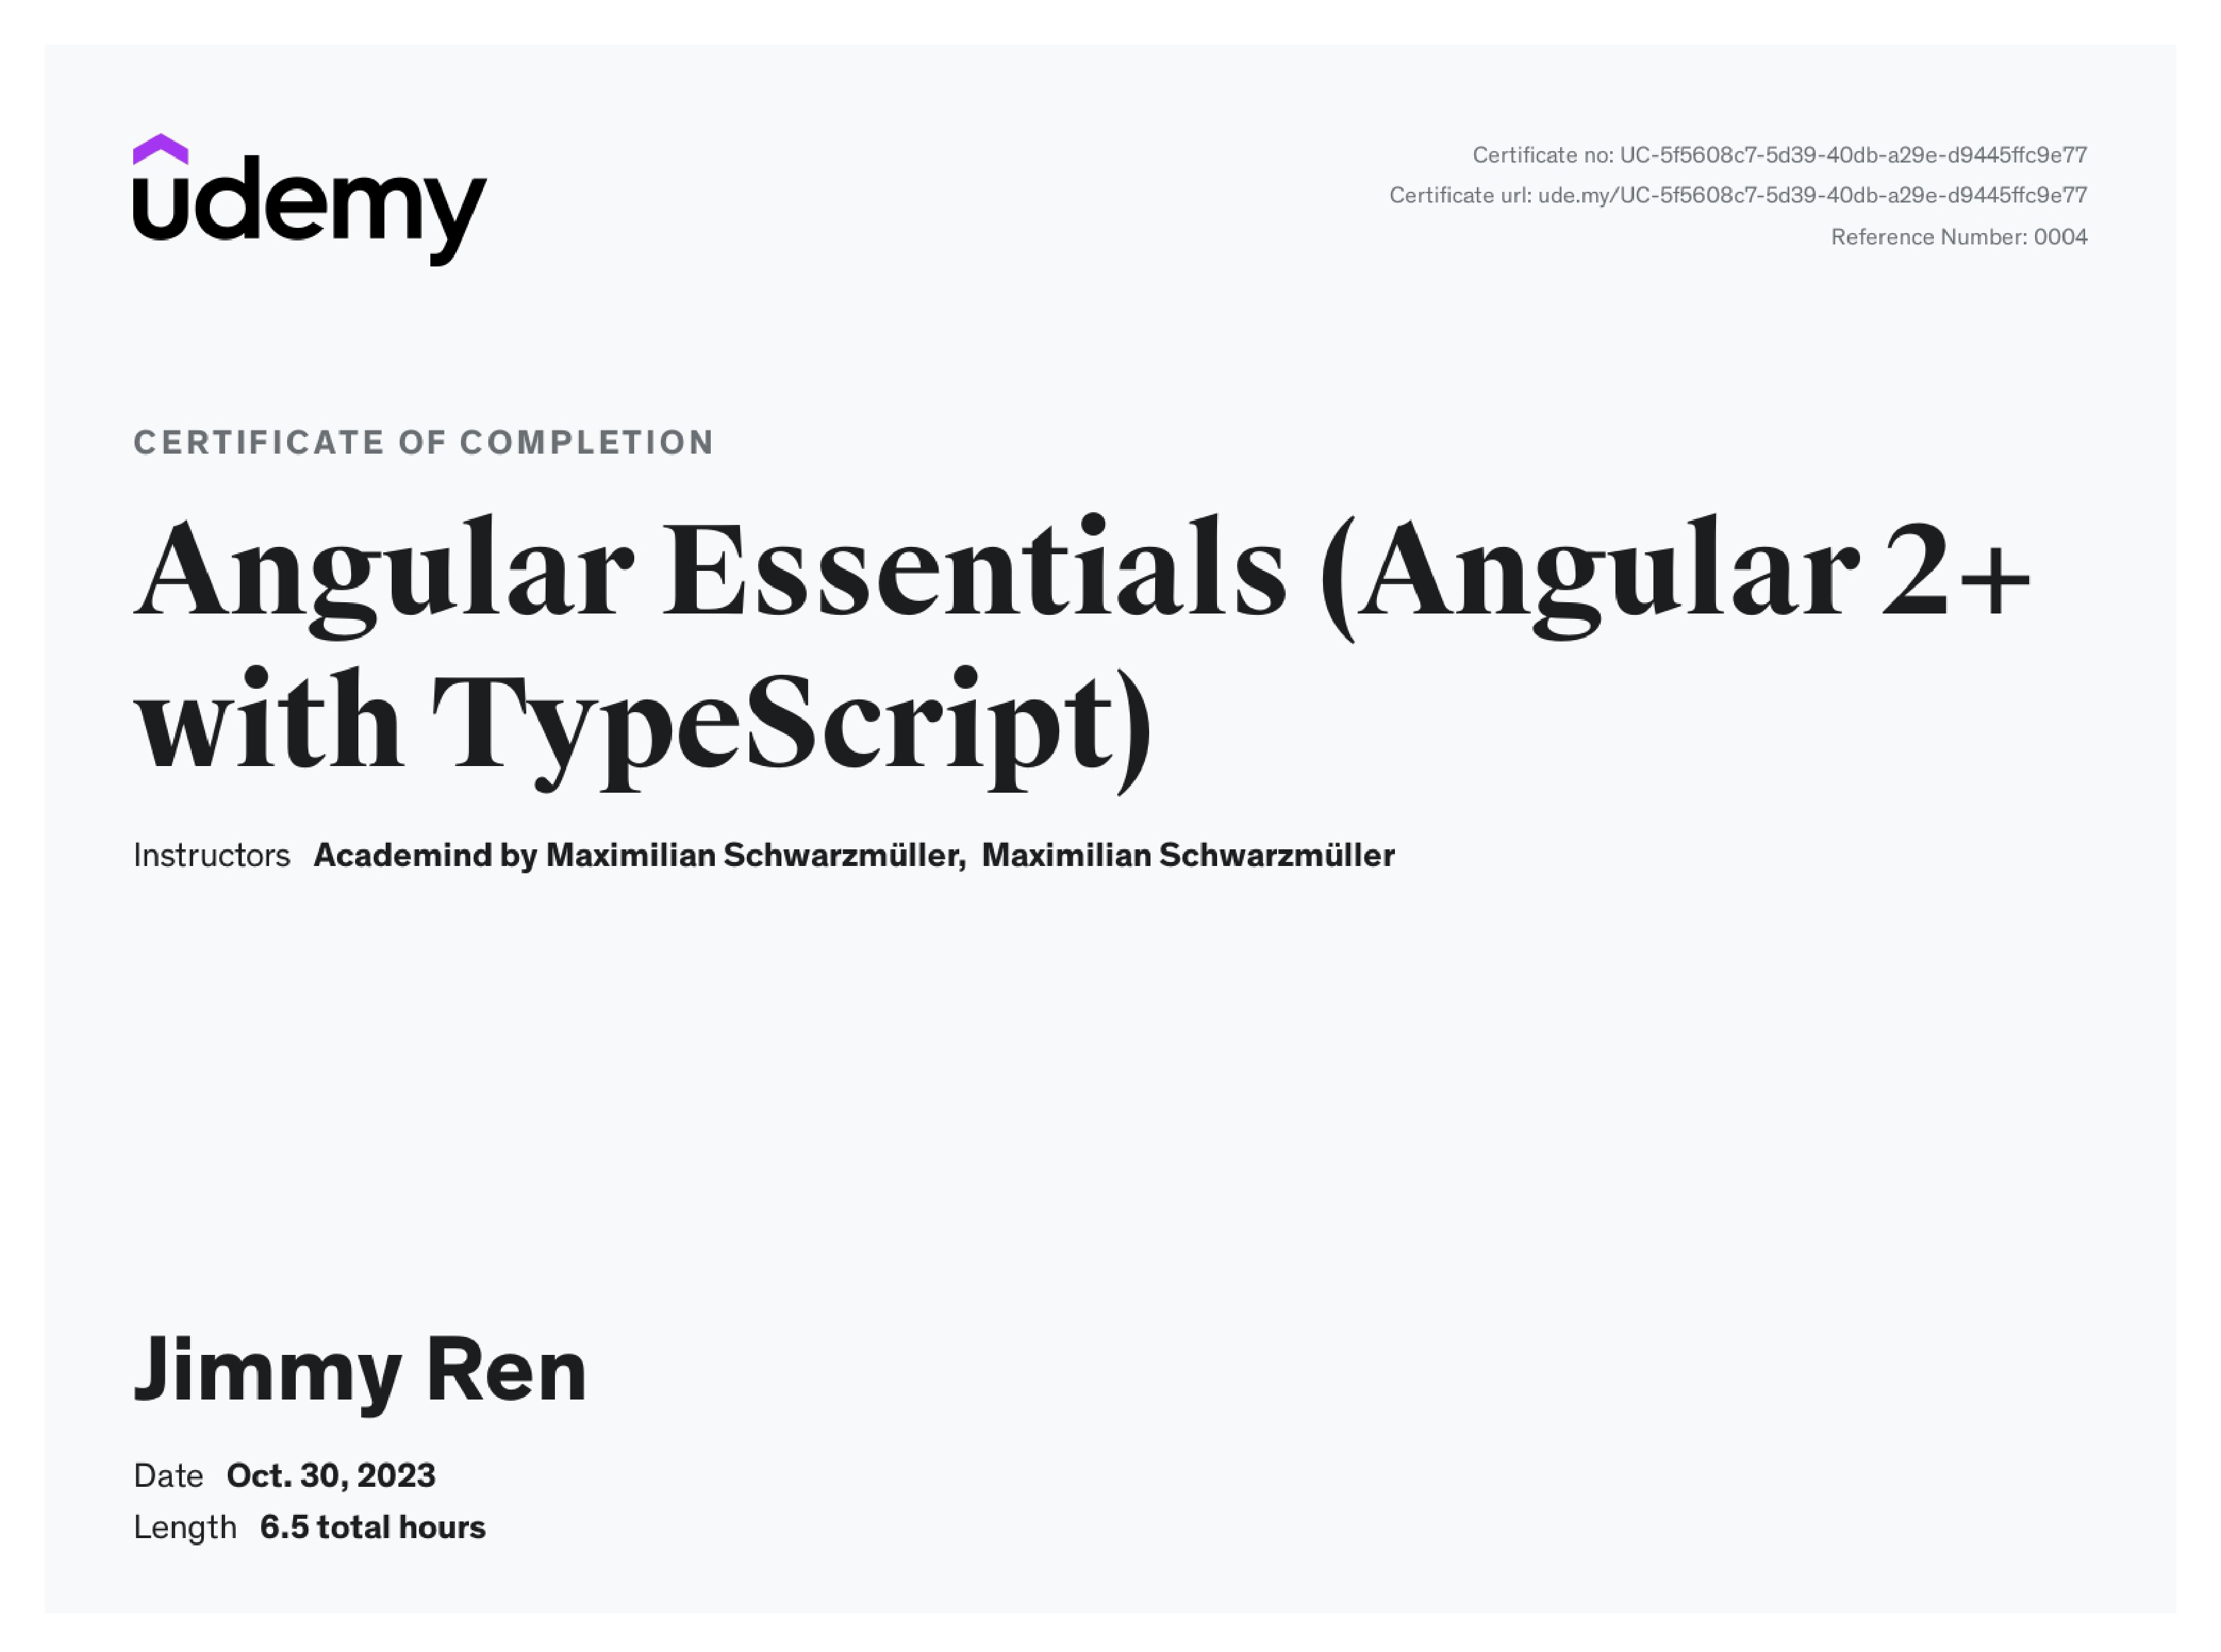 udemy
Certificate no: UC-5f5608c7-5d39-40db-a29e-d9445ffc9e77
Certificate url: ude.my/UC-5f5608c7-5d39-40db-a29e-d9445ffc9e77
Reference Number: 0004
CERTIFICATE OF COMPLETION
Angular Essentials (Angular 2+
with TypeScript)
Instructors Academind by Maximilian Schwarzmüller, Maximilian Schwarzmüller
Jimmy Ren
Date Oct. 30, 2023
Length 6.5 total hours